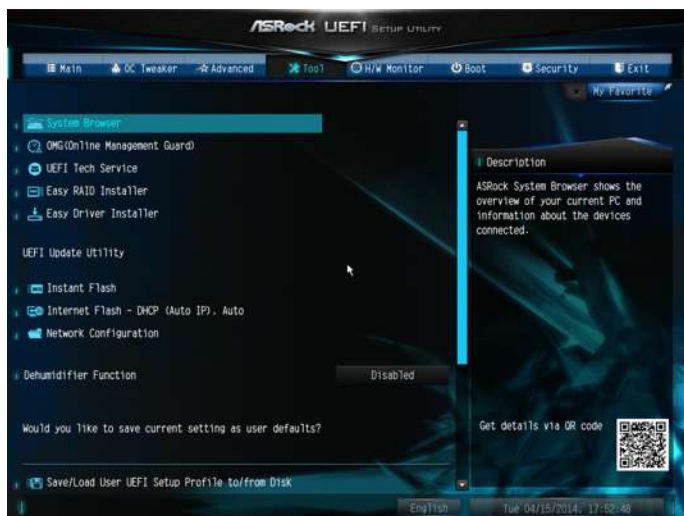 ASRock UEFI SETUP UTILITY
Main OC Tweaker Advanced Tool H/W Monitor Boot Security Exit
My Favorite
System Browser
OMG(Online Management Guard)
UEFI Tech Service
Easy RAID Installer
Easy Driver Installer
UEFI Update Utility
Instant Flash
Internet Flash - DHCP (Auto IP). Auto
Network Configuration
Dehumidifier Function Disabled
Would you like to save current setting as user defaults?
Save/Load User UEFI Setup Profile to/from Disk
Description
ASRock System Browser shows the
overview of your current PC and
information about the devices
connected.
Get details via QR code
English Tue 04/15/2014. 17:52:48